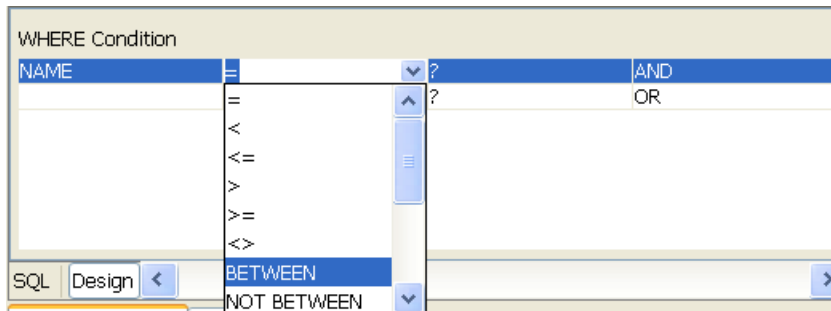 WHERE Condition
NAME = ? AND
= ? OR
<
<=
>
>=
<>
BETWEEN
NOT BETWEEN
SQL Design